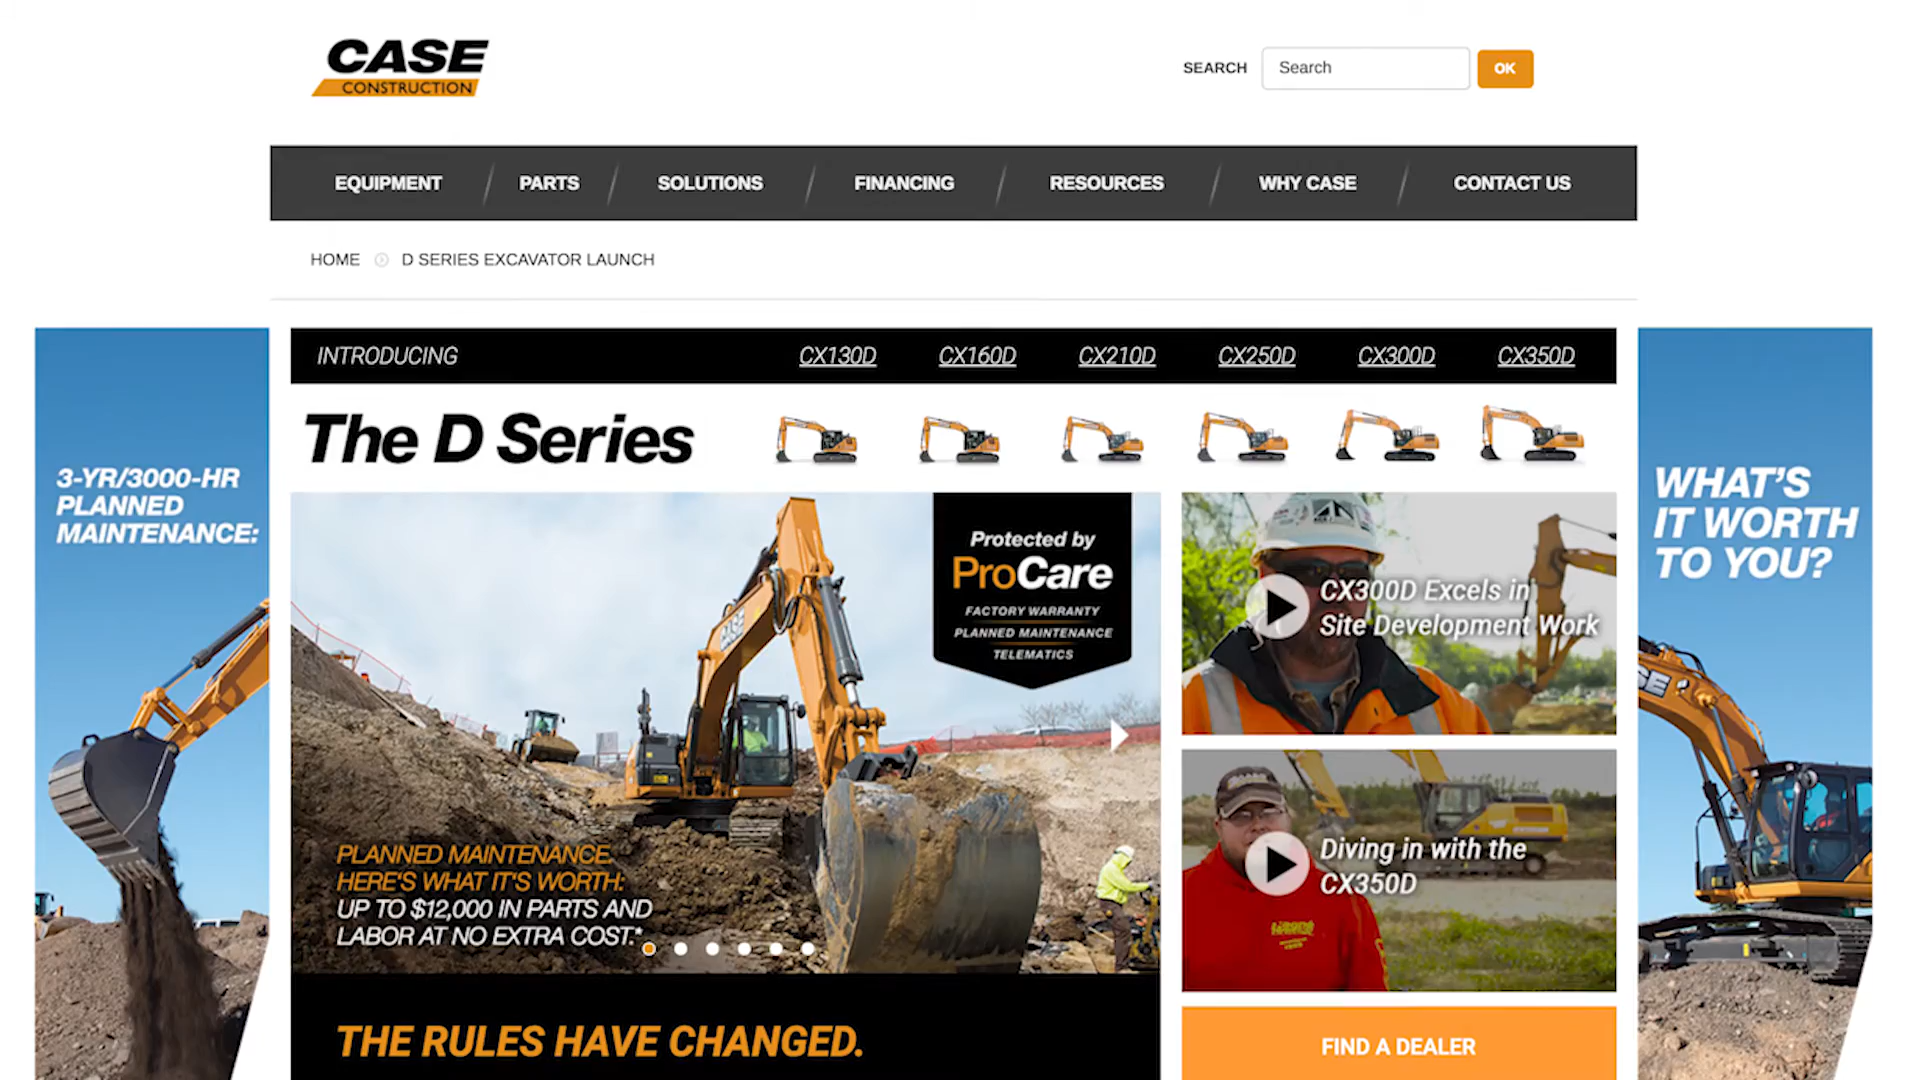 CASE
CONSTRUCTION
SEARCH Search OK
EQUIPMENT PARTS SOLUTIONS FINANCING RESOURCES WHY CASE CONTACT US
HOME D SERIES EXCAVATOR LAUNCH
INTRODUCING CX130D CX160D CX210D CX250D CX300D CX350D
The D Series
3-YR/3000-HR
PLANNED
MAINTENANCE:
Protected by
ProCare
FACTORY WARRANTY
PLANNED MAINTENANCE
TELEMATICS
CASE
PLANNED MAINTENANCE.
HERE'S WHAT IT'S WORTH:
UP TO $12,000 IN PARTS AND
LABOR AT NO EXTRA COST.*
THE RULES HAVE CHANGED.
CX300D Excels in
Site Development Work
Diving in with the
CX350D
FIND A DEALER
WHAT'S
IT WORTH
TO YOU?